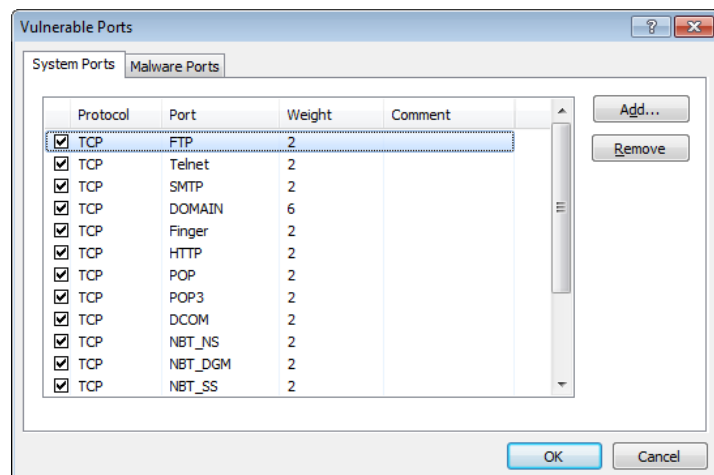 Vulnerable Ports
System Ports Malware Ports
Protocol Port Weight Comment
TCP FTP 2
TCP Telnet 2
TCP SMTP 2
TCP DOMAIN 6
TCP Finger 2
TCP HTTP 2
TCP POP 2
TCP POP3 2
TCP DCOM 2
TCP NBT_NS 2
TCP NBT_DGM 2
TCP NBT_SS 2
Add...
Remove
OK Cancel